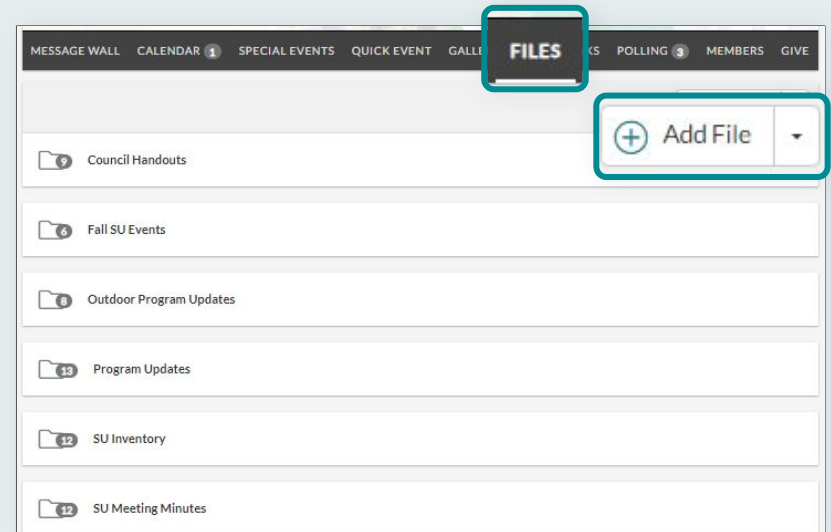 MESSAGE WALL CALENDAR 1 SPECIAL EVENTS QUICK EVENT FILES POLLING 3 MEMBERS GIVE
Add File
9 Council Handouts
6 Fall SU Events
8 Outdoor Program Updates
13 Program Updates
12 SU Inventory
12 SU Meeting Minutes